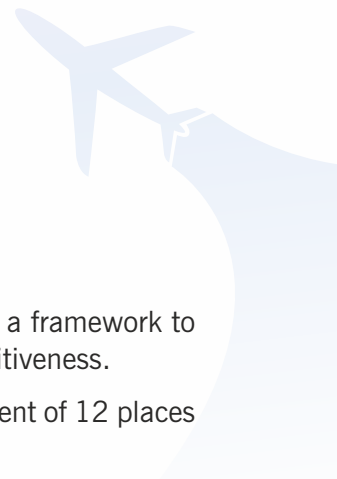 a framework to
itiveness.
ent of 12 places